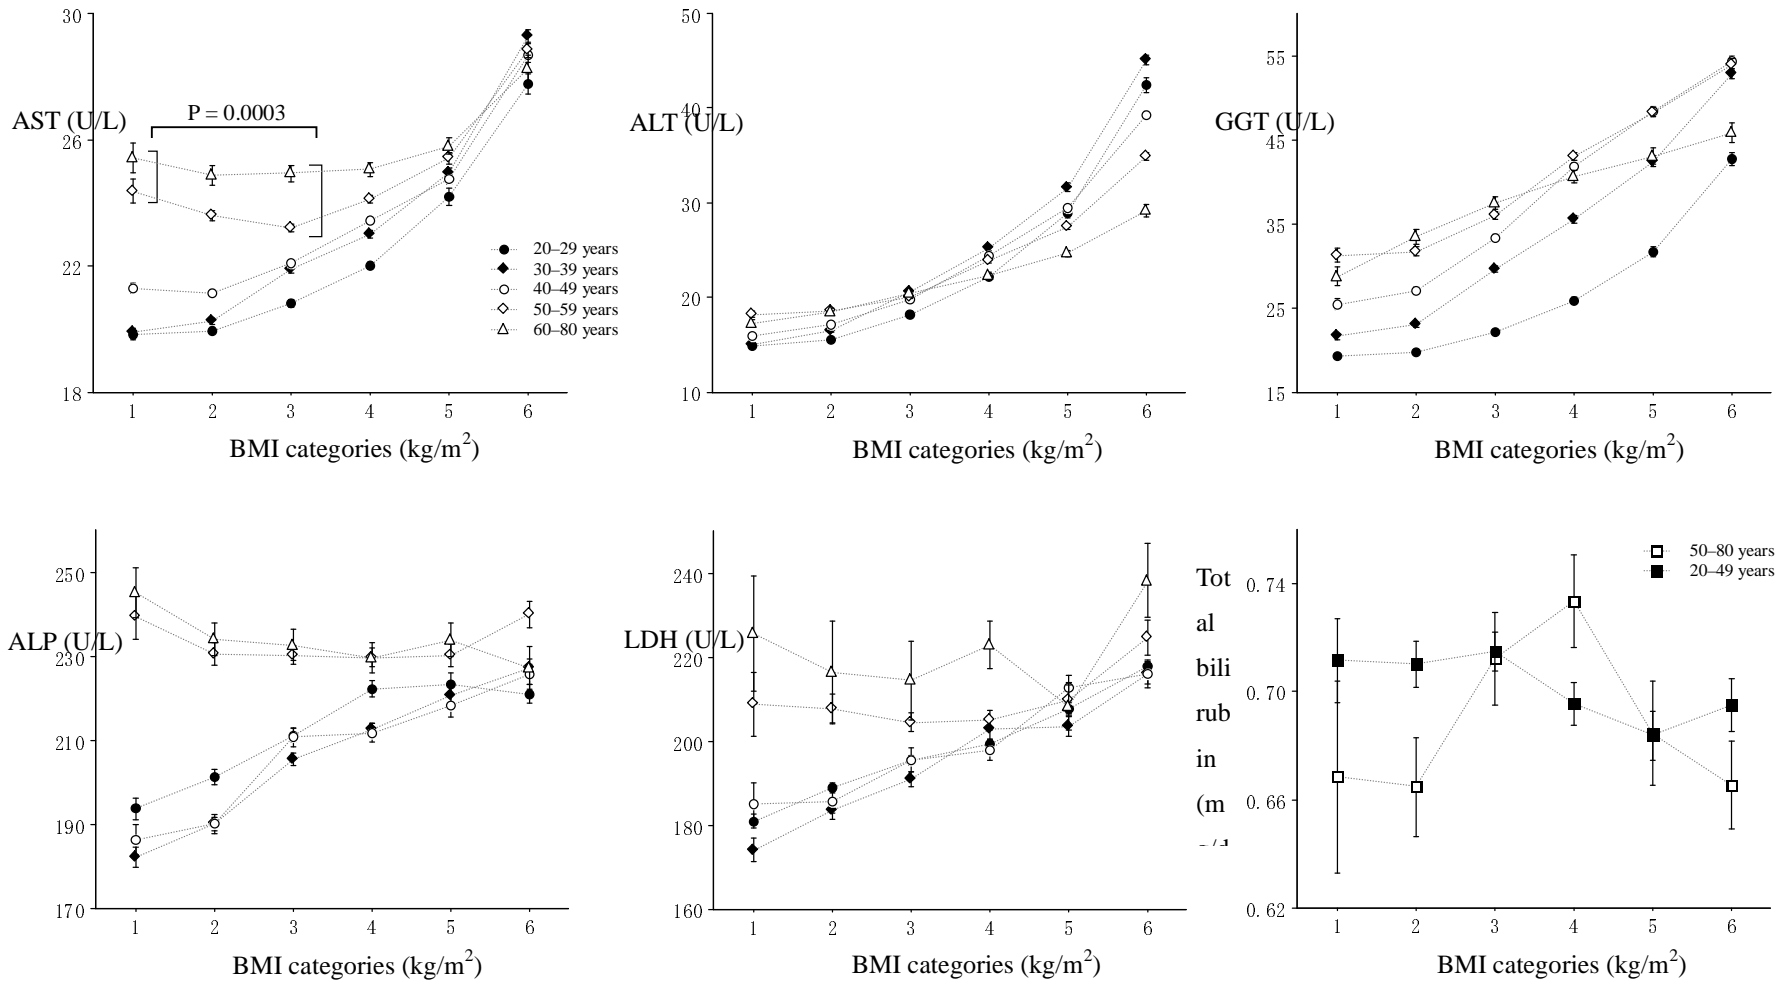 30
26
22
18
AST (U/L)
P = 0.0003
20–29 years
30–39 years
40–49 years
50–59 years
60–80 years
1 2 3 4 5 6
BMI categories (kg/m²)
50
40
30
20
10
ALT (U/L)
1 2 3 4 5 6
BMI categories (kg/m²)
55
45
35
25
15
GGT (U/L)
1 2 3 4 5 6
BMI categories (kg/m²)
250
230
210
190
170
ALP (U/L)
1 2 3 4 5 6
BMI categories (kg/m²)
240
220
200
180
160
LDH (U/L)
1 2 3 4 5 6
BMI categories (kg/m²)
Tot
al
bili
rub
in
(m
0.74
0.70
0.66
0.62
50–80 years
20–49 years
1 2 3 4 5 6
BMI categories (kg/m²)